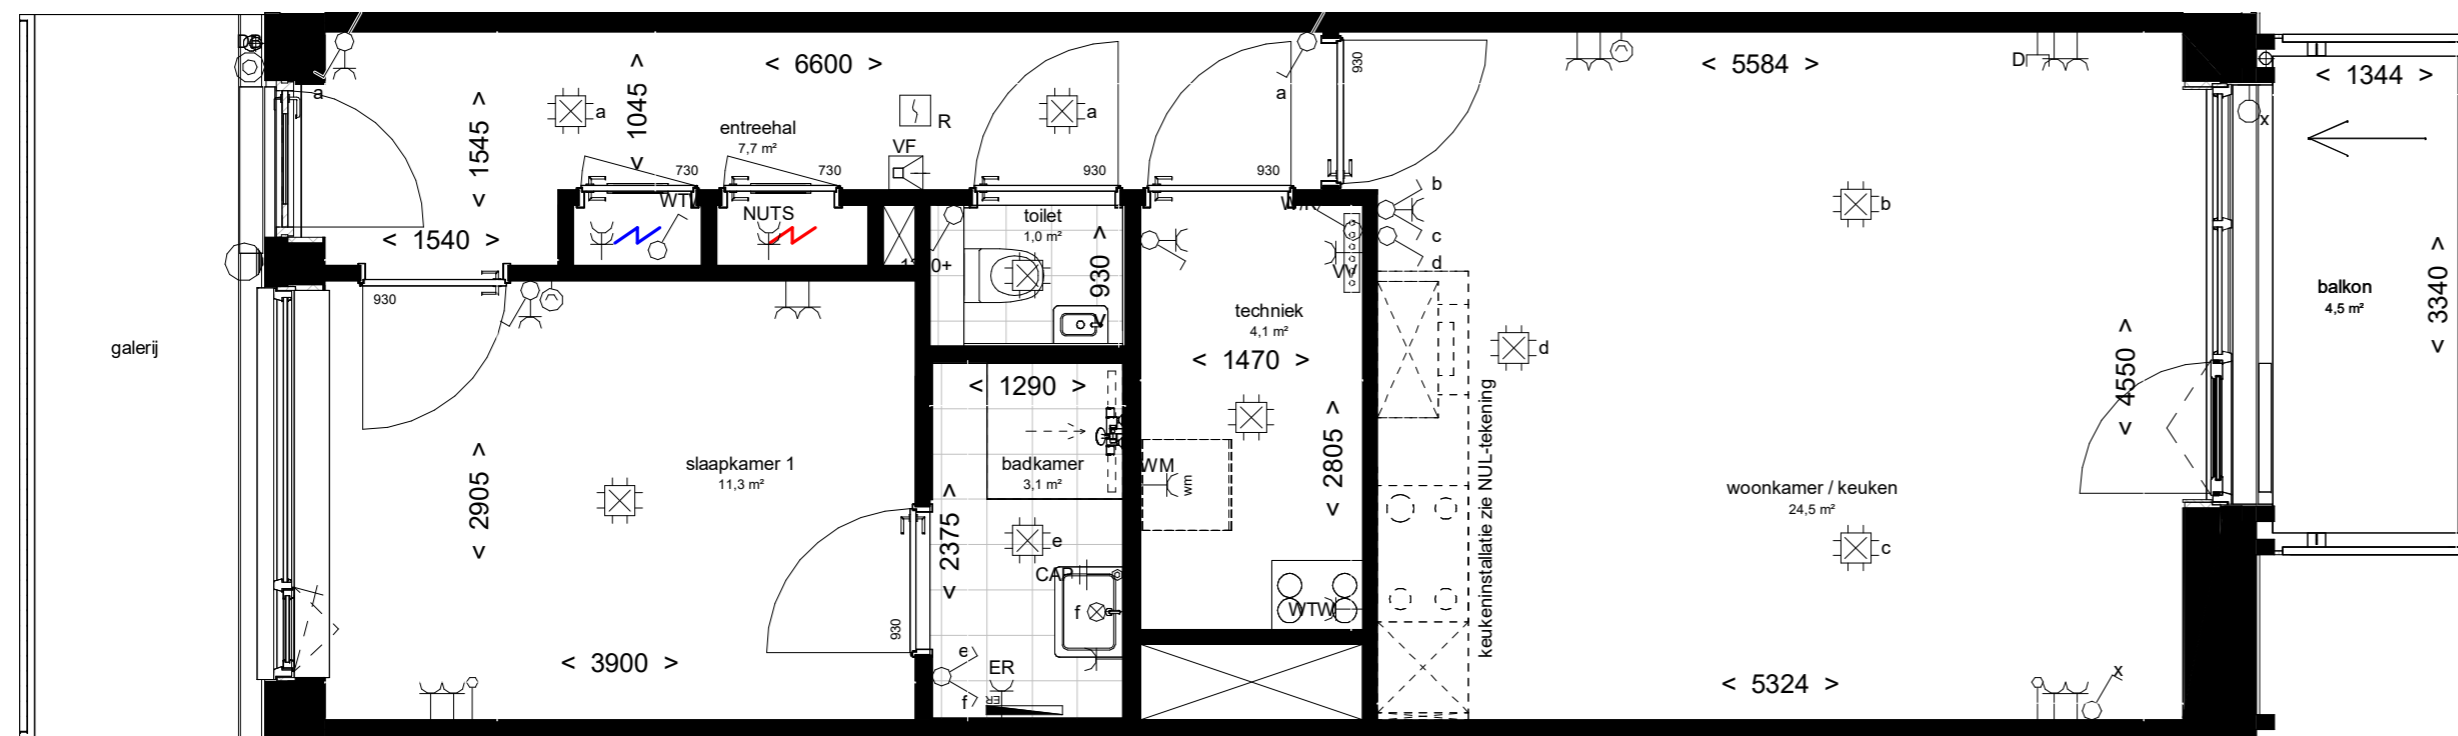 < 6600 >
< 5584 >
< 1344 >
930
D
a
a
a
a
< 1545 >
< 1045 >
entreehal
7,7 m²
R
VF
730
730
930
930
x
b
b
c
d
WTW
NUTS
toilet
1,0 m²
< 930 >
< 1540 >
930
balkon
4,5 m²
< 3340 >
galerij
techniek
4,1 m²
< 1470 >
d
< 4550 >
< 1290 >
keukeninstallatie zie NUL-tekening
< 2905 >
slaapkamer 1
11,3 m²
badkamer
3,1 m²
WM
wm
< 2805 >
woonkamer / keuken
24,5 m²
< 2375 >
e
c
CAP
f
WTW
930
< 3900 >
e
ER
f
ER
< 5324 >
x